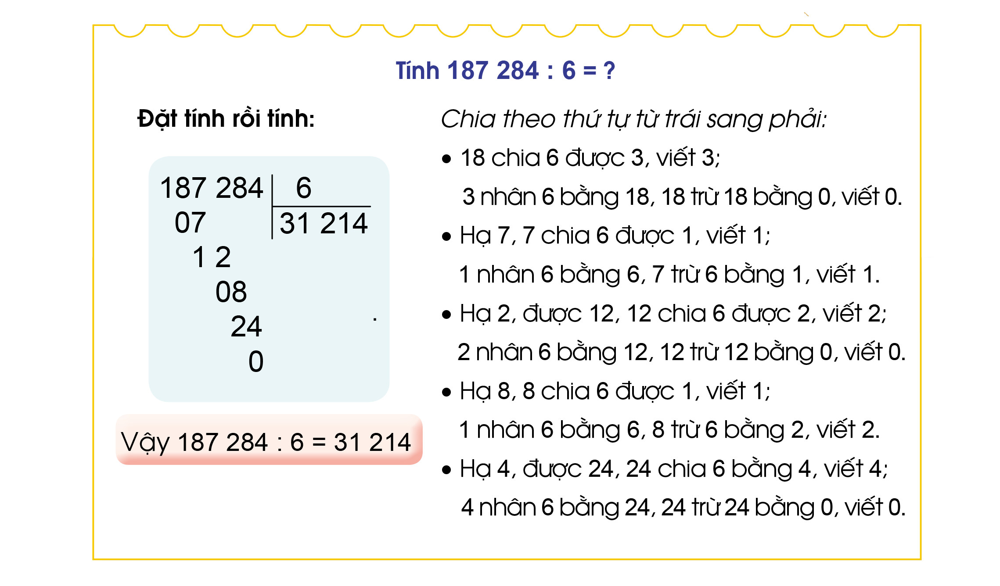 Tính 187 284 : 6 = ?
Đặt tính rồi tính:
187 284 6
07 31 214
1 2
08
24
0
Vậy 187 284 : 6 = 31 214
Chia theo thứ tự từ trái sang phải:
• 18 chia 6 được 3, viết 3;
3 nhân 6 bằng 18, 18 trừ 18 bằng 0, viết 0.
• Hạ 7, 7 chia 6 được 1, viết 1;
1 nhân 6 bằng 6, 7 trừ 6 bằng 1, viết 1.
• Hạ 2, được 12, 12 chia 6 được 2, viết 2;
2 nhân 6 bằng 12, 12 trừ 12 bằng 0, viết 0.
• Hạ 8, 8 chia 6 được 1, viết 1;
1 nhân 6 bằng 6, 8 trừ 6 bằng 2, viết 2.
• Hạ 4, được 24, 24 chia 6 bằng 4, viết 4;
4 nhân 6 bằng 24, 24 trừ 24 bằng 0, viết 0.